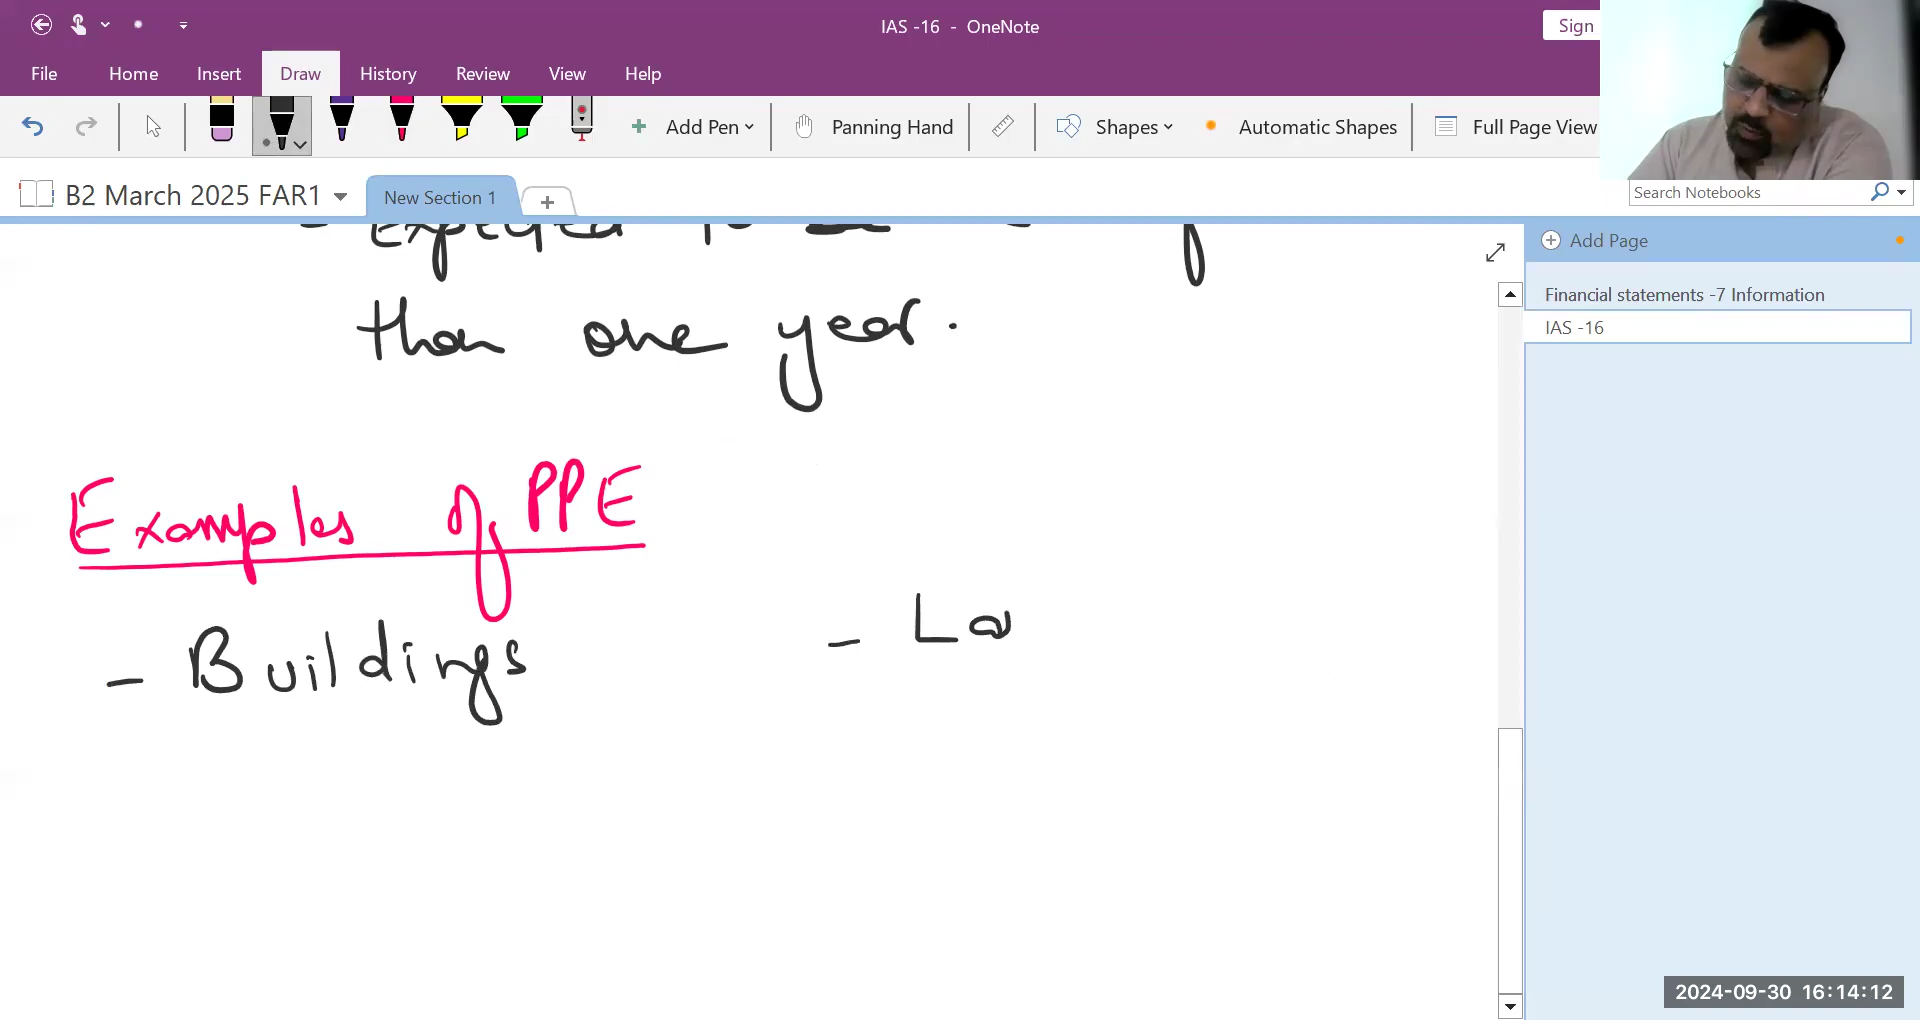 IAS -16 - OneNote
Sign
File Home Insert Draw History Review View Help
Add Pen Panning Hand Shapes Automatic Shapes Full Page View
B2 March 2025 FAR1 New Section 1
Search Notebooks
Add Page
Financial statements -7 Information
IAS -16
Expected to
than one year.
Examples of PPE
- Buildings - La
2024-09-30 16:14:12